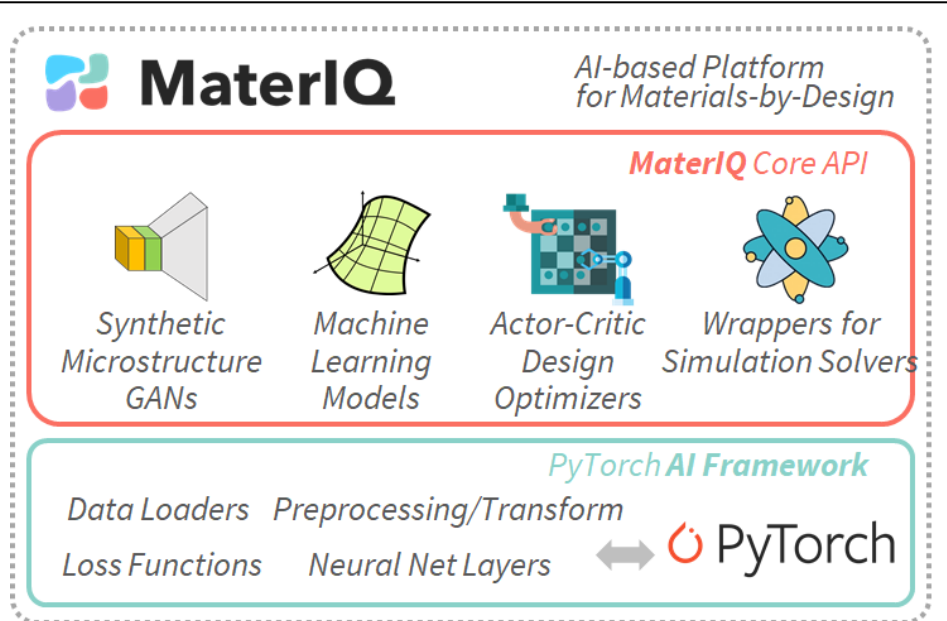 MaterIQ
AI-based Platform
for Materials-by-Design
MaterIQ Core API
Synthetic
Microstructure
GANs
Machine
Learning
Models
Actor-Critic
Design
Optimizers
Wrappers for
Simulation Solvers
PyTorch AI Framework
Data Loaders
Preprocessing/Transform
Loss Functions
Neural Net Layers
PyTorch